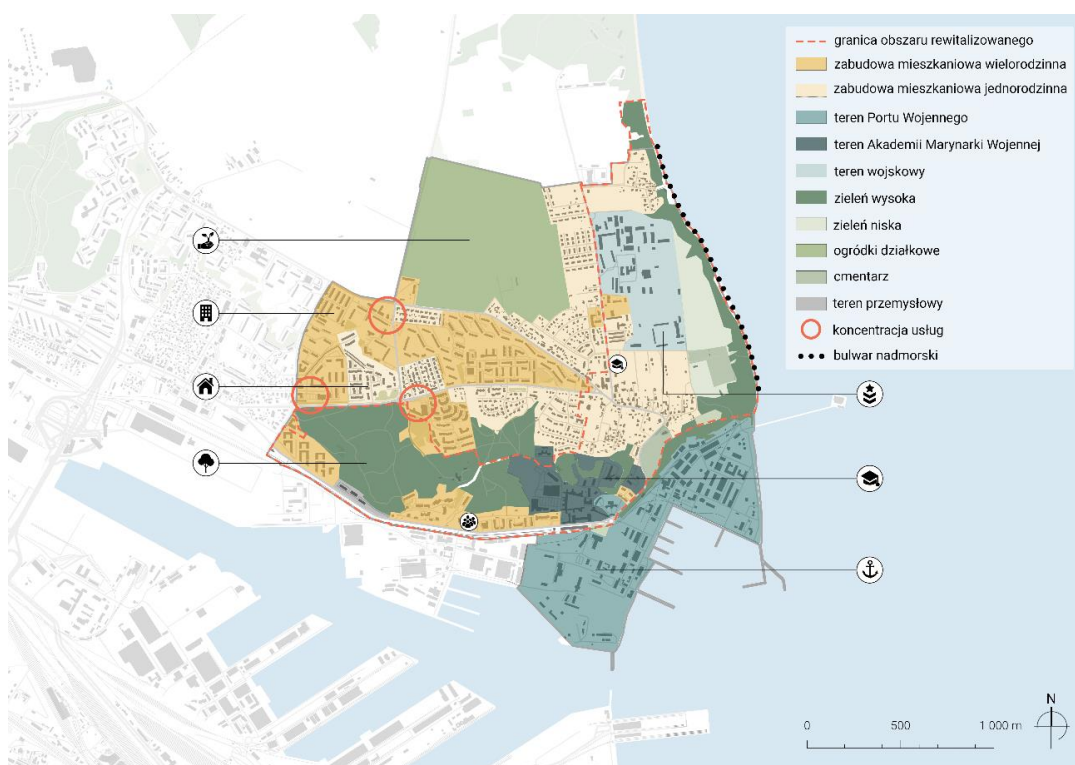 granica obszaru rewitalizowanego
zabudowa mieszkaniowa wielorodzinna
zabudowa mieszkaniowa jednorodzinna
teren Portu Wojennego
teren Akademii Marynarki Wojennej
teren wojskowy
zieleń wysoka
zieleń niska
ogródki działkowe
cmentarz
teren przemysłowy
koncentracja usług
bulwar nadmorski
N
0 500 1 000 m